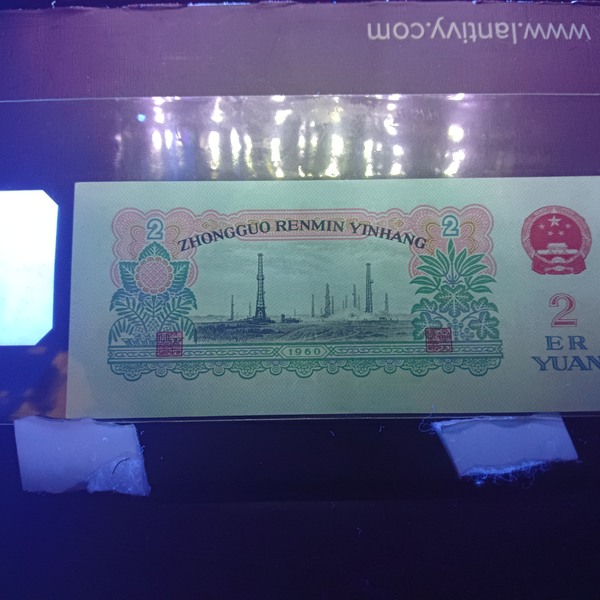 www.lantivy.com
2
2
ZHONGGUO RENMIN YINHANG
1960
2
ER
YUAN